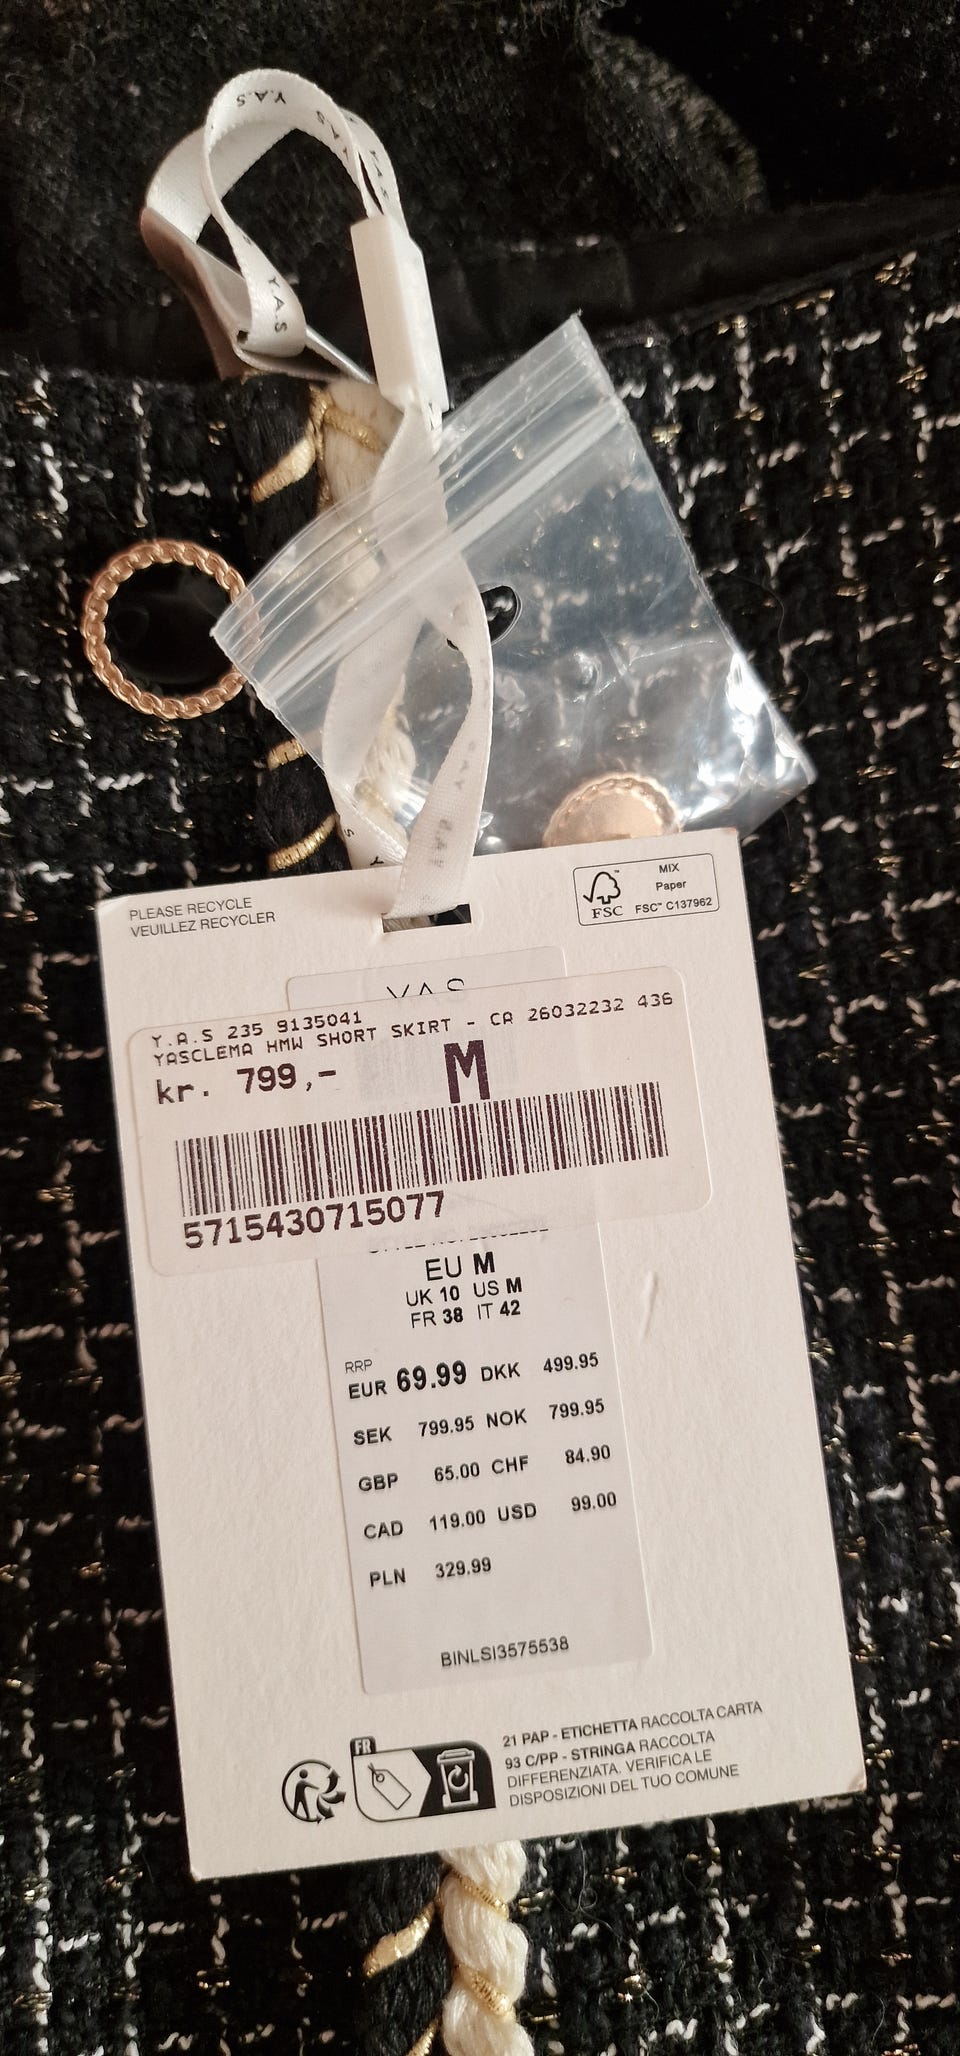 Y.A.S
Y.A.S
PLEASE RECYCLE
VEUILLEZ RECYCLER
FSC
MIX
Paper
FSC™ C137962
YAS
Y.A.S 235 9135041
YASCLEMA HMW SHORT SKIRT - CA 26032232 436
kr. 799,- M
5715430715077
EU M
UK 10 US M
FR 38 IT 42
RRP
EUR 69.99 DKK 499.95
SEK 799.95 NOK 799.95
GBP 65.00 CHF 84.90
CAD 119.00 USD 99.00
PLN 329.99
BINLSI3575538
FR
21 PAP - ETICHETTA RACCOLTA CARTA
93 C/PP - STRINGA RACCOLTA
DIFFERENZIATA. VERIFICA LE
DISPOSIZIONI DEL TUO COMUNE